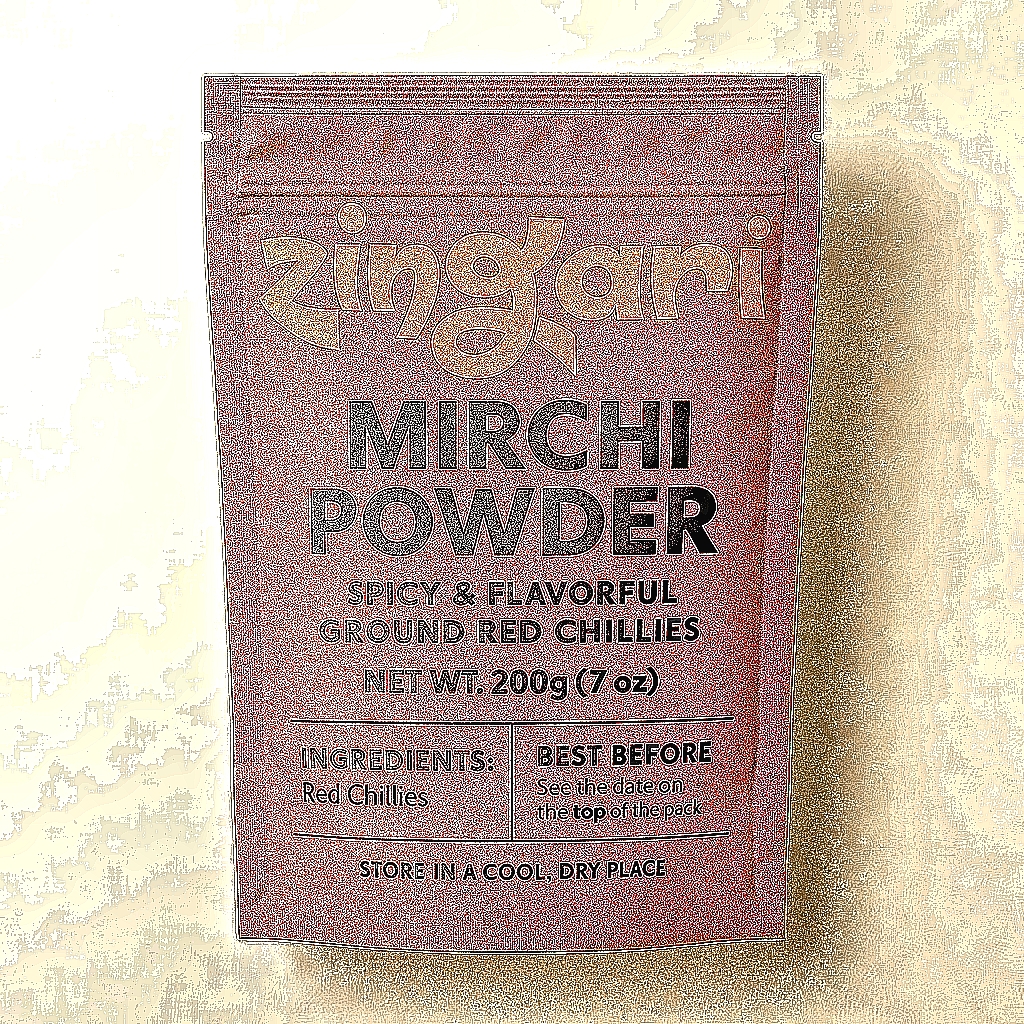 zingari
MIRCHI
POWDER
SPICY & FLAVORFUL
GROUND RED CHILLIES
NET WT. 200g (7 oz)
INGREDIENTS:
Red Chillies
BEST BEFORE
See the date on
the top of the pack
STORE IN A COOL, DRY PLACE